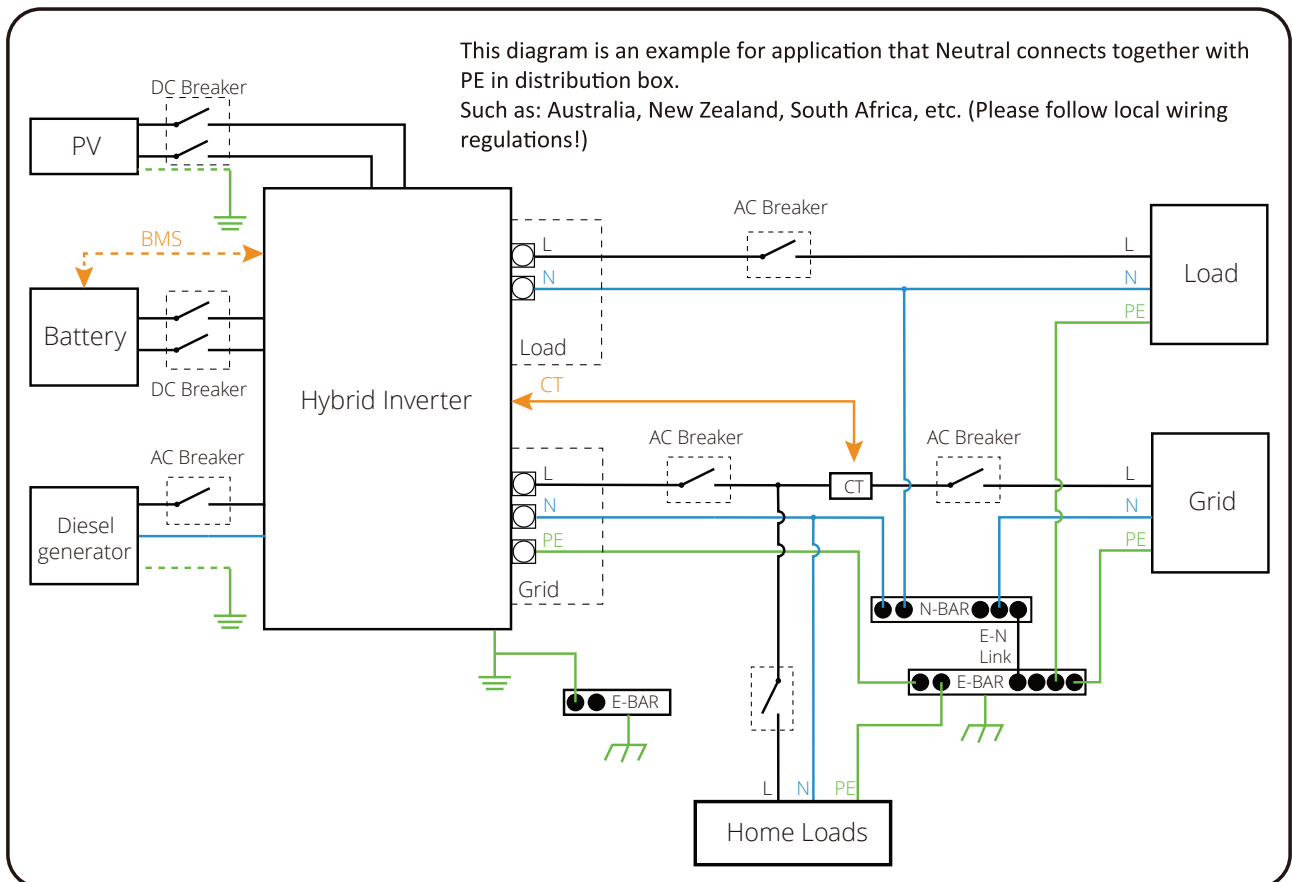 This diagram is an example for application that Neutral connects together with
PE in distribution box.
Such as: Australia, New Zealand, South Africa, etc. (Please follow local wiring
regulations!)
DC Breaker
PV
BMS
Battery
DC Breaker
AC Breaker
Diesel
generator
Hybrid Inverter
L
N
Load
CT
AC Breaker
L
N
PE
Load
AC Breaker
L
N
PE
Grid
CT
AC Breaker
L
N
PE
Grid
N-BAR
E-N
Link
E-BAR
E-BAR
L
N
PE
Home Loads